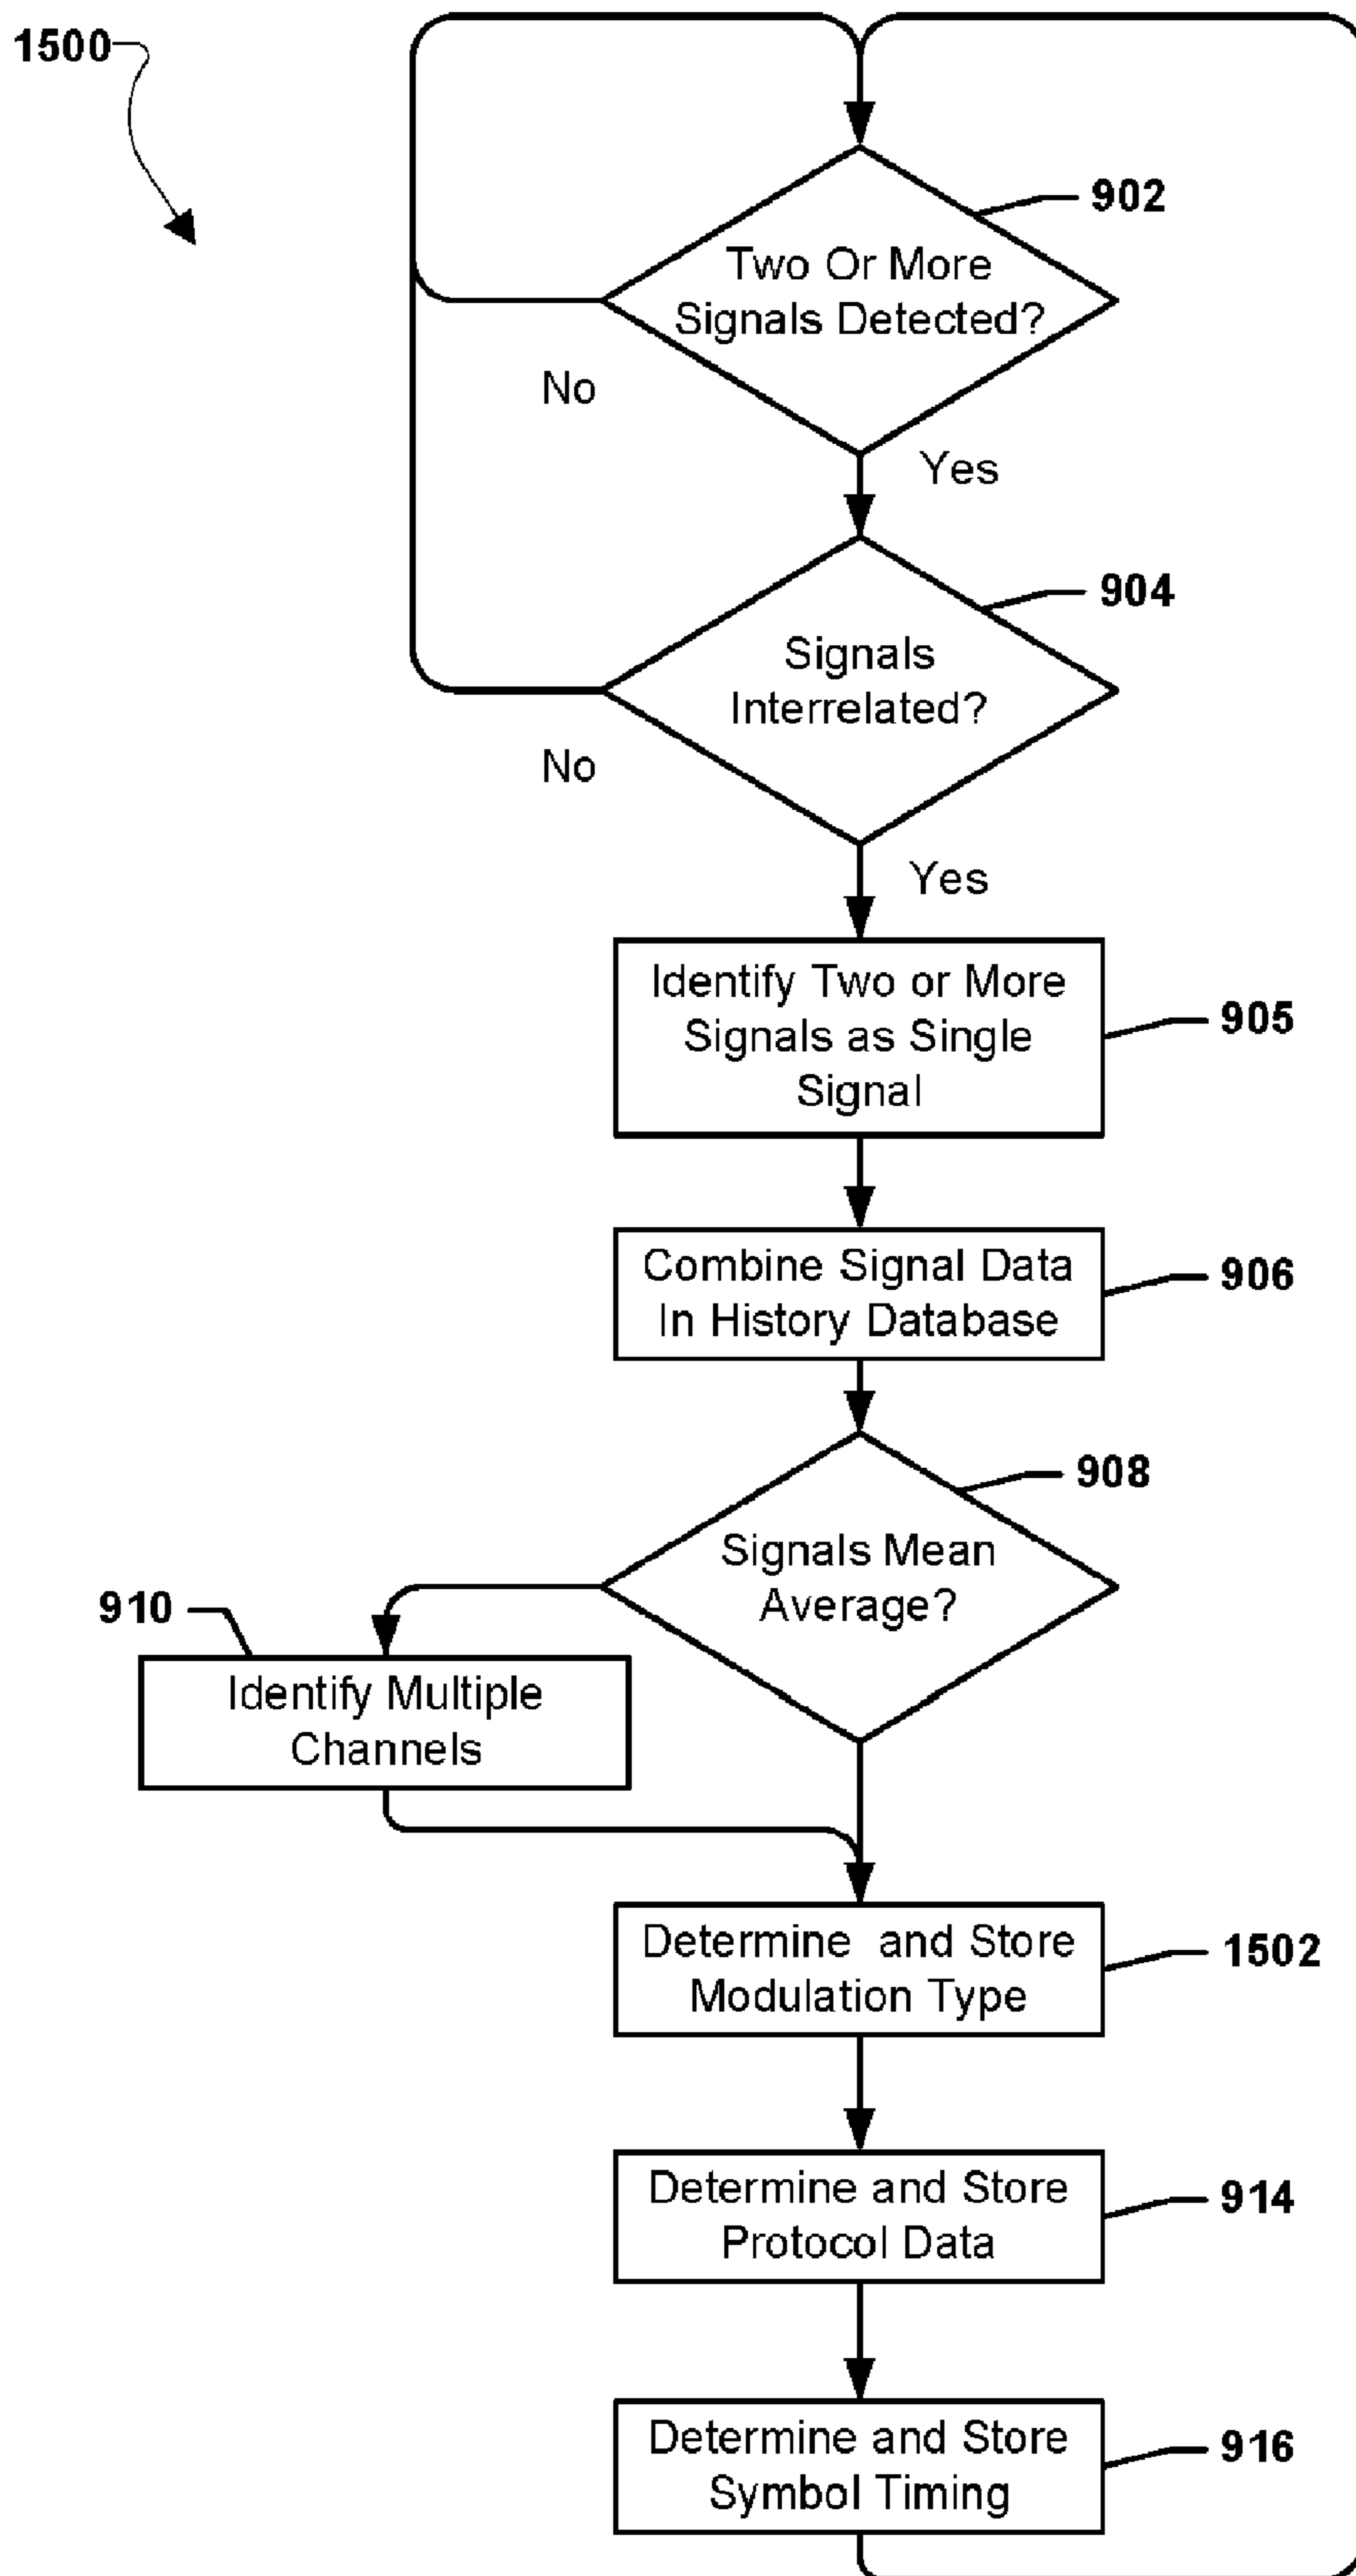 1500
902
Two Or More
Signals Detected?
No
Yes
904
Signals
Interrelated?
No
Yes
Identify Two or More
Signals as Single
Signal
905
Combine Signal Data
In History Database
906
908
Signals Mean
Average?
910
Identify Multiple
Channels
Determine and Store
Modulation Type
1502
Determine and Store
Protocol Data
914
Determine and Store
Symbol Timing
916